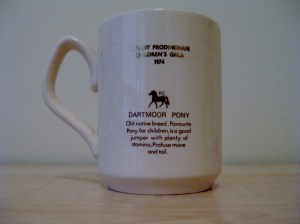 FRODINGHAM
CHILDREN'S GALA
1974
P.C.
DARTMOOR PONY
Old native breed. Favourite
Pony for children, is a good
jumper with plenty of
stamina. Profuse mane
and tail.